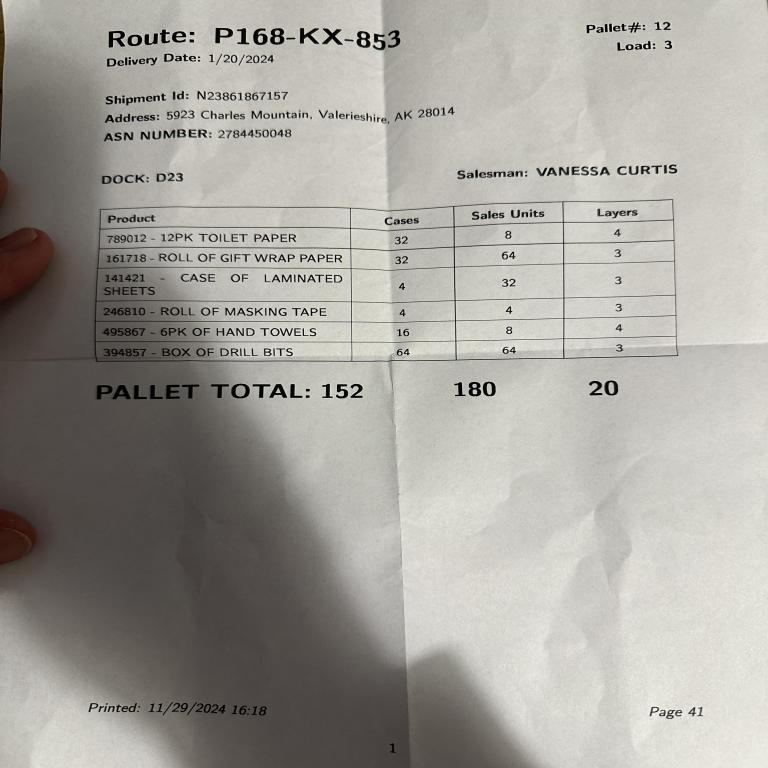 Route: P168-KX-853
Pallet#: 12
Delivery Date: 1/20/2024
Load: 3
Shipment Id: N23861867157
Address: 5923 Charles Mountain, Valerieshire, AK 28014
ASN NUMBER: 2784450048
DOCK: D23
Salesman: VANESSA CURTIS
Product Cases Sales Units Layers
789012 - 12PK TOILET PAPER 32 8 4
161718 - ROLL OF GIFT WRAP PAPER 32 64 3
141421 - CASE OF LAMINATED
SHEETS 4 32 3
246810 - ROLL OF MASKING TAPE 4 4 3
495867 - 6PK OF HAND TOWELS 16 8 4
394857 - BOX OF DRILL BITS 64 64 3
PALLET TOTAL: 152 180 20
Printed: 11/29/2024 16:18
Page 41
1